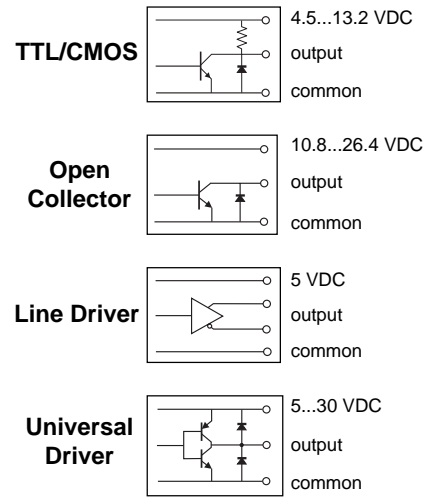 TTL/CMOS
4.5...13.2 VDC
output
common
Open
Collector
10.8...26.4 VDC
output
common
Line Driver
5 VDC
output
common
Universal
Driver
5...30 VDC
output
common